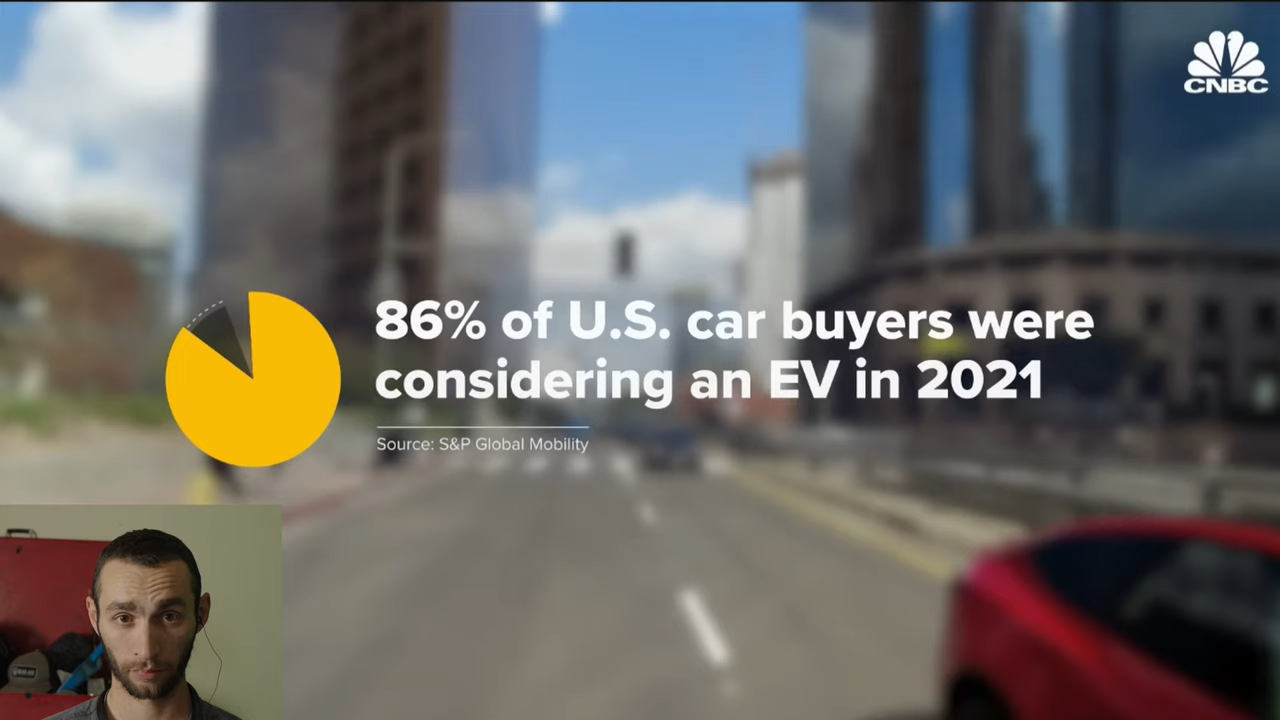 CNBC
86% of U.S. car buyers were
considering an EV in 2021
Source: S&P Global Mobility